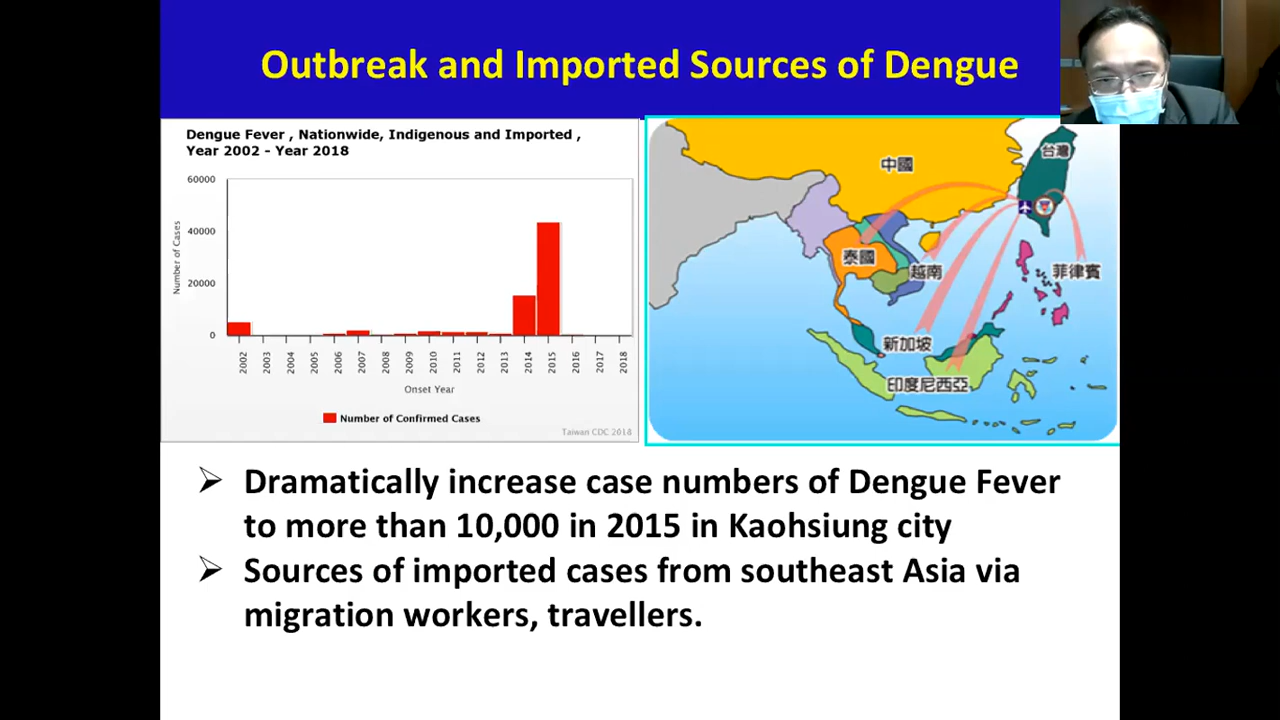 Outbreak and Imported Sources of Dengue
Dengue Fever , Nationwide, Indigenous and Imported ,
Year 2002 - Year 2018
60000
40000
20000
0
Number of Cases
2002
2003
2004
2005
2006
2007
2008
2009
2010
2011
2012
2013
2014
2015
2016
2017
2018
Onset Year
Number of Confirmed Cases
Taiwan CDC 2018
中國
台灣
泰國
越南
菲律賓
新加坡
印度尼西亞
➢ Dramatically increase case numbers of Dengue Fever
to more than 10,000 in 2015 in Kaohsiung city
➢ Sources of imported cases from southeast Asia via
migration workers, travellers.